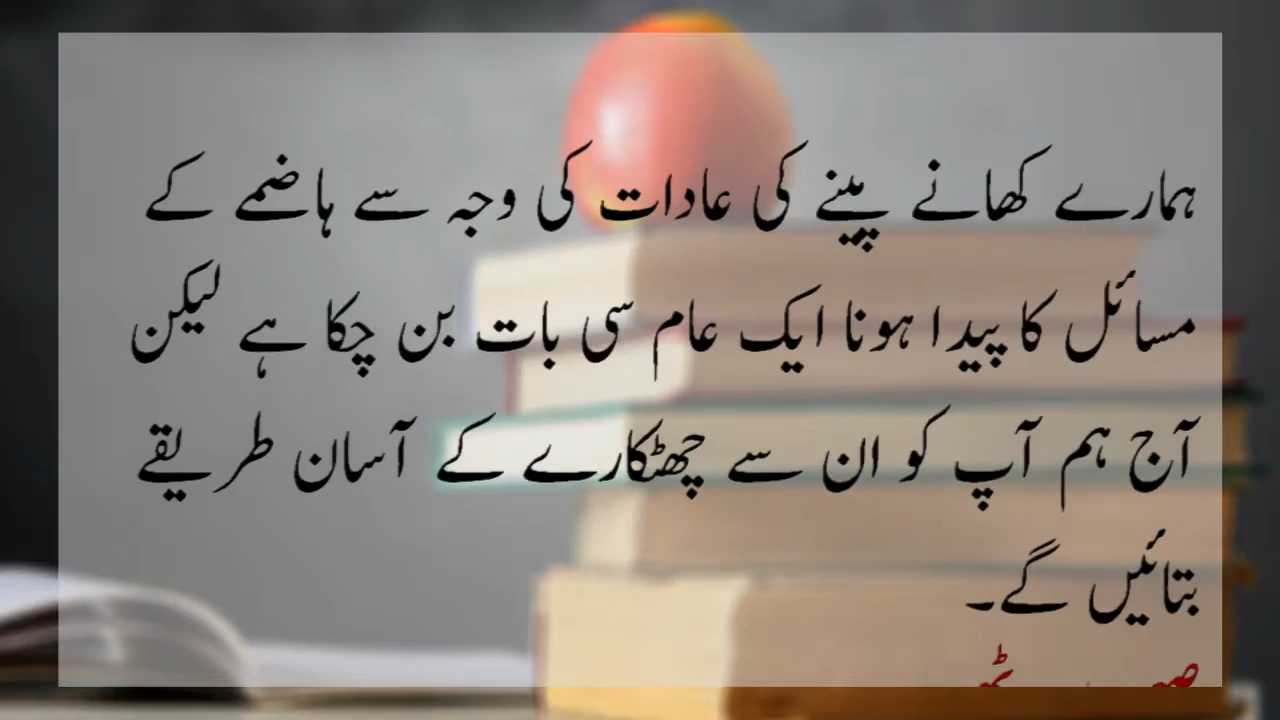 ہمارے کھانے پینے کی عادات کی وجہ سے ہاضمے کے
مسائل کا پیدا ہونا ایک عام سی بات بن چکا ہے لیکن
آج ہم آپ کو ان سے چھٹکارے کے آسان طریقے
بتائیں گے۔